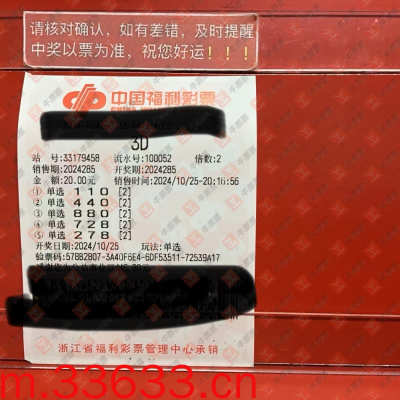 请核对确认，如有差错，及时提醒
中奖以票为准，祝您好运！！！
中国福利彩票
3D
站 号:33179458 流水号:100052 倍数:2
销售期:2024285 开奖期:2024285
金 额:20.00元 销售时间:2024/10/25-20:16:56
① 单选 1 1 0 [2]
② 单选 4 4 0 [2]
③ 单选 8 8 0 [2]
④ 单选 7 2 8 [2]
⑤ 单选 2 7 8 [2]
开奖日期:2024/10/25 玩法:单选
验票码:57B82807-3A40F6E4-6DF53511-72539A17
浙江省福利彩票管理中心承销
m.33633.cn